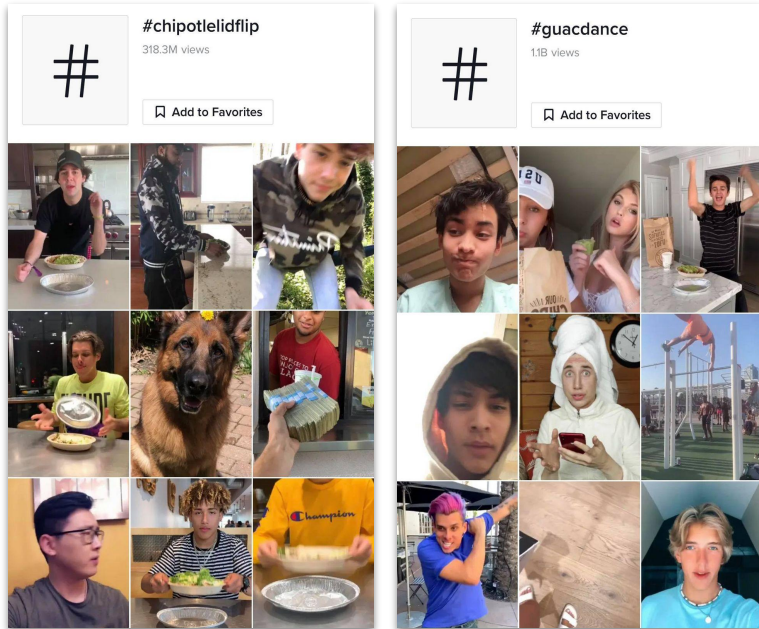 #chipotlelidflip
318.3M views
Add to Favorites
#guacdance
1.1B views
Add to Favorites
Champion